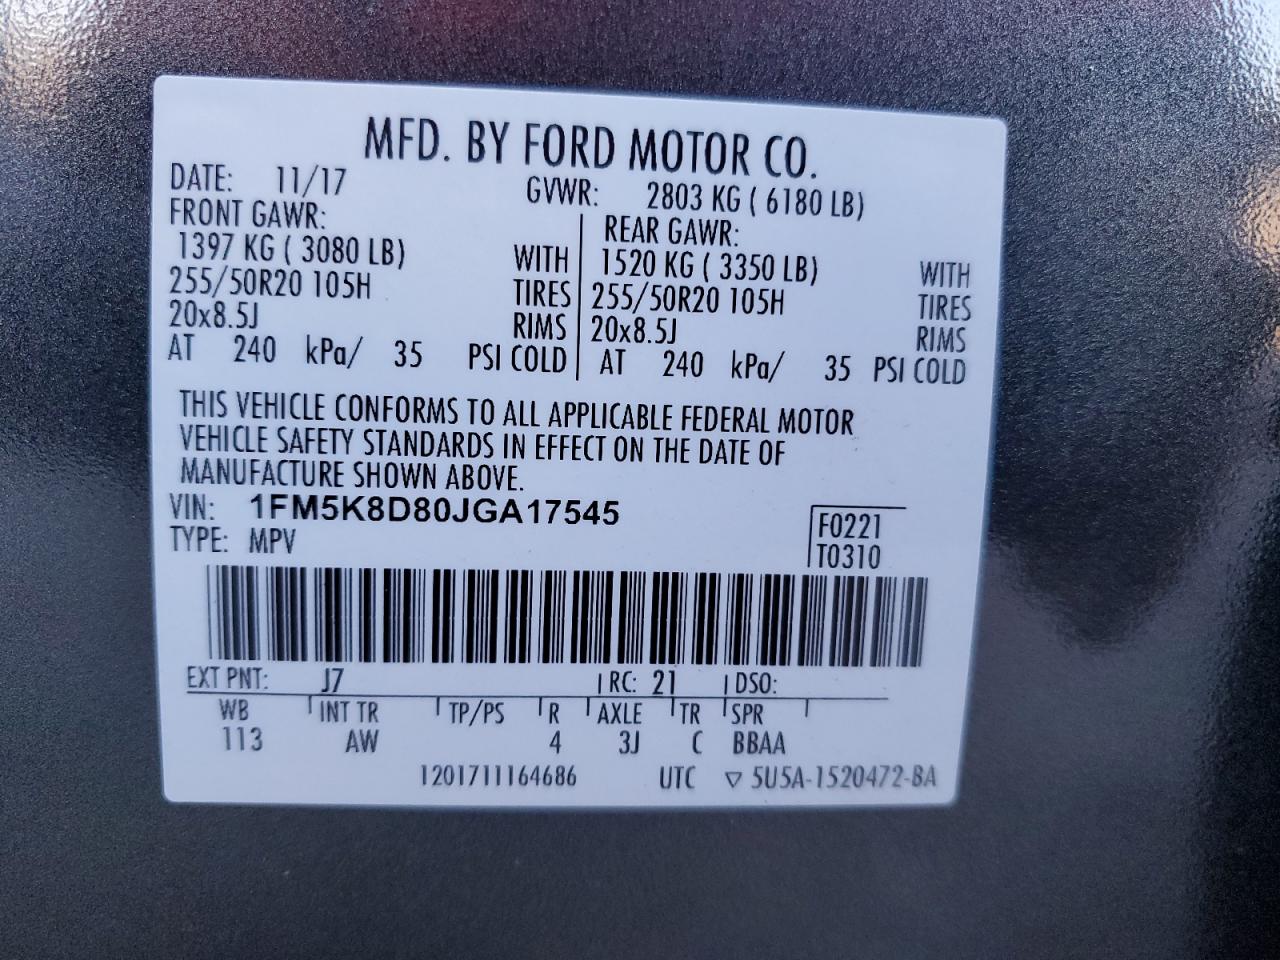 MFD. BY FORD MOTOR CO.
DATE: 11/17 GVWR: 2803 KG ( 6180 LB)
FRONT GAWR: REAR GAWR:
1397 KG ( 3080 LB) WITH 1520 KG ( 3350 LB) WITH
255/50R20 105H TIRES 255/50R20 105H TIRES
20x8.5J RIMS 20x8.5J RIMS
AT 240 kPa/ 35 PSI COLD AT 240 kPa/ 35 PSI COLD
THIS VEHICLE CONFORMS TO ALL APPLICABLE FEDERAL MOTOR
VEHICLE SAFETY STANDARDS IN EFFECT ON THE DATE OF
MANUFACTURE SHOWN ABOVE.
VIN: 1FM5K8D80JGA17545 F0221
TYPE: MPV T0310
EXT PNT: J7 RC: 21 DSO:
WB INT TR TP/PS R AXLE TR SPR
113 AW 4 3J C BBAA
1201711164686 UTC ▽ 5U5A-1520472-BA